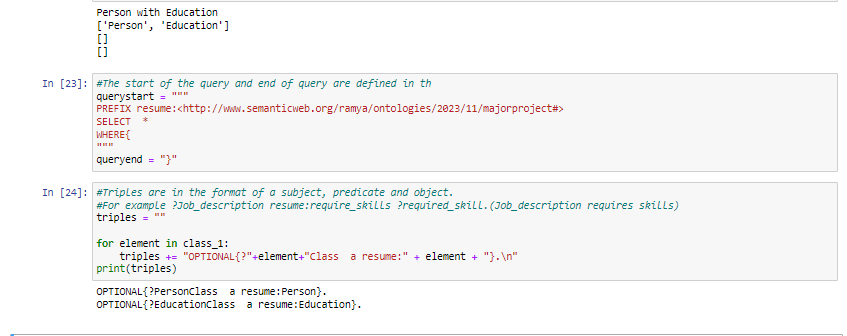 Person with Education
['Person', 'Education']
[]
[]
In [23]: #The start of the query and end of query are defined in th
querystart = """
PREFIX resume:<http://www.semanticweb.org/ramya/ontologies/2023/11/majorproject#>
SELECT  *
WHERE{
"""
queryend = "}"
In [24]: #Triples are in the format of a subject, predicate and object.
#For example ?Job_description resume:require_skills ?required_skill.(Job_description requires skills)
triples = ""

for element in class_1:
    triples += "OPTIONAL{?"+element+"Class  a resume:" + element + "}.\n"
print(triples)
OPTIONAL{?PersonClass  a resume:Person}.
OPTIONAL{?EducationClass  a resume:Education}.